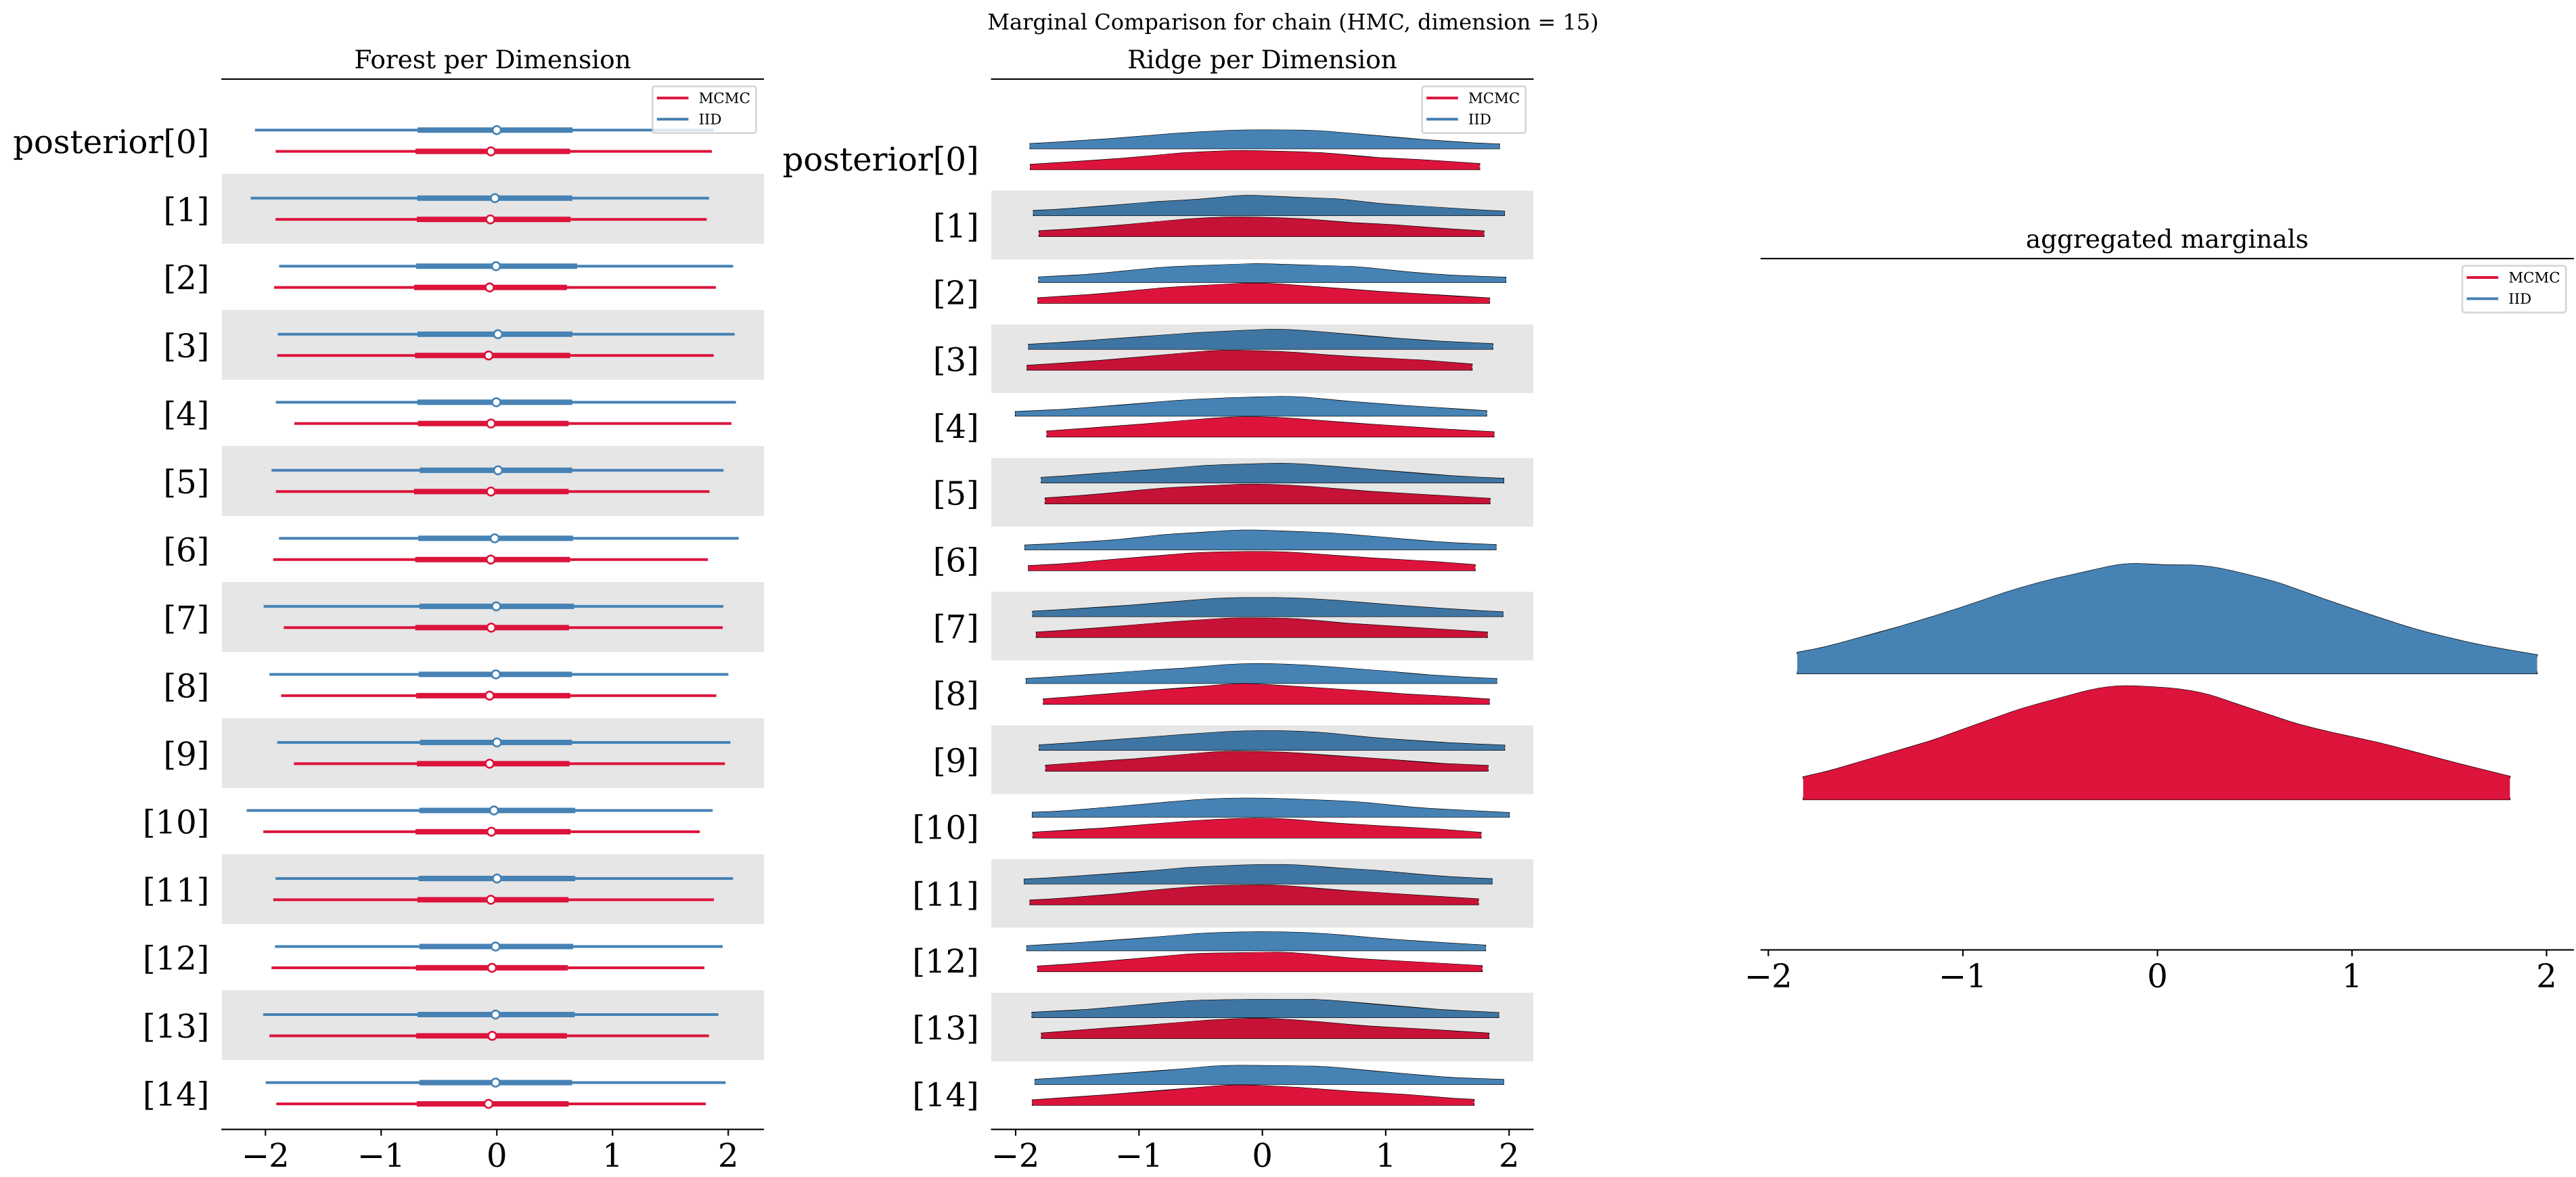 Marginal Comparison for chain (HMC, dimension = 15)
Forest per Dimension
MCMC
IID
posterior[0]
[1]
[2]
[3]
[4]
[5]
[6]
[7]
[8]
[9]
[10]
[11]
[12]
[13]
[14]
−2 −1 0 1 2
Ridge per Dimension
MCMC
IID
posterior[0]
[1]
[2]
[3]
[4]
[5]
[6]
[7]
[8]
[9]
[10]
[11]
[12]
[13]
[14]
−2 −1 0 1 2
aggregated marginals
MCMC
IID
−2 −1 0 1 2